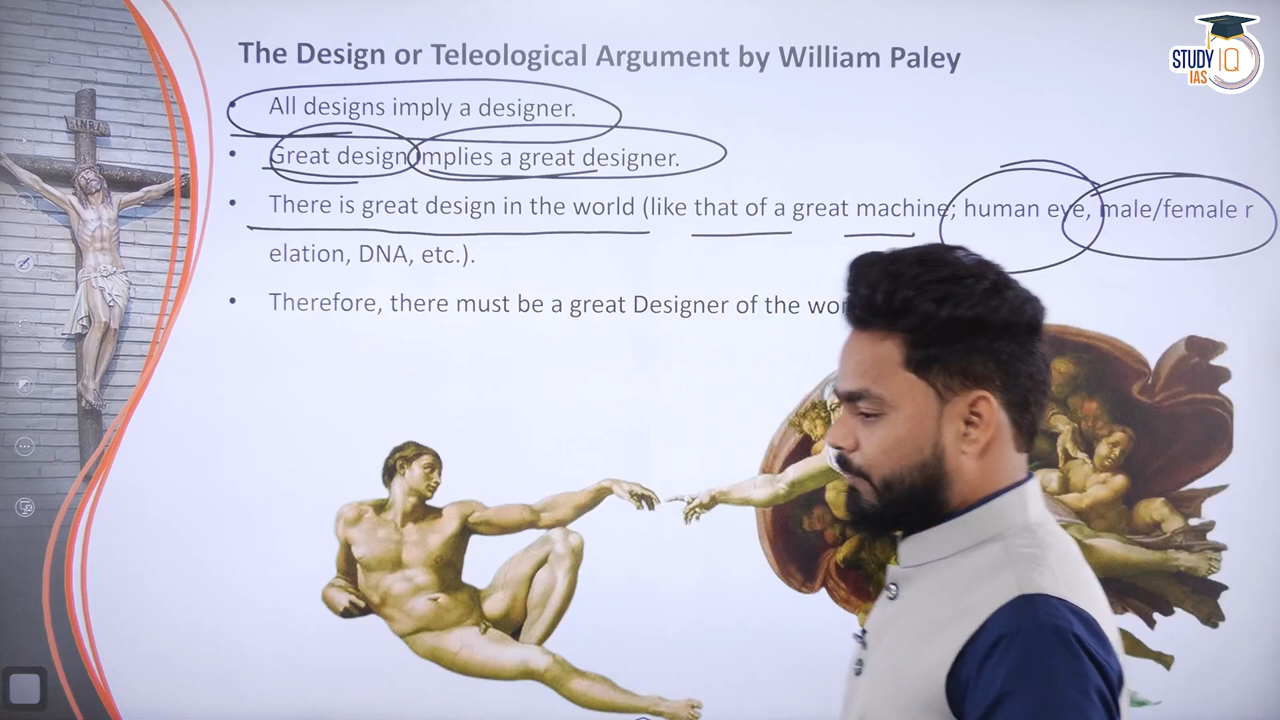 The Design or Teleological Argument by William Paley
STUDY IQ
IAS
• All designs imply a designer.
INRI
• Great design implies a great designer.
• There is great design in the world (like that of a great machine; human eye, male/female r
elation, DNA, etc.).
• Therefore, there must be a great Designer of the